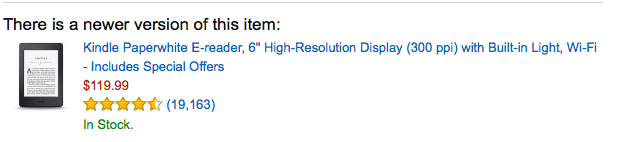 There is a newer version of this item:
Kindle Paperwhite E-reader, 6" High-Resolution Display (300 ppi) with Built-in Light, Wi-Fi
- Includes Special Offers
$119.99
(19,163)
In Stock.